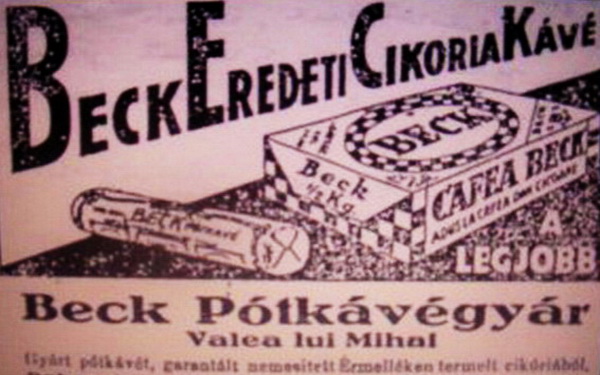 BECK EREDETI CIKORIA KÁVÉ
BECK
Beck
½ Kg.
CAFEA BECK
BECK
A
LEGJOBB
Beck Pótkávégyár
Valea lui Mihai
Gyárt pótkávét, garantált nemesitett Érmelléken termelt cikóriából,